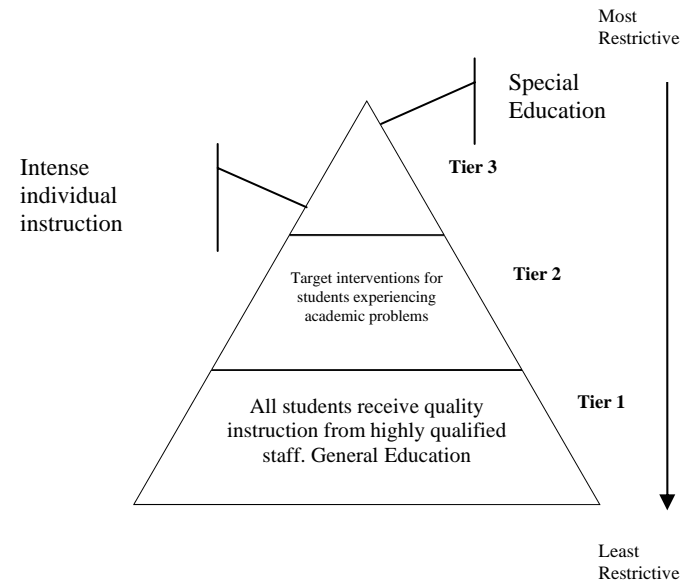 Most
Restrictive
Special
Education
Intense
individual
instruction
Tier 3
Tier 2
Target interventions for
students experiencing
academic problems
Tier 1
All students receive quality
instruction from highly qualified
staff. General Education
Least
Restrictive